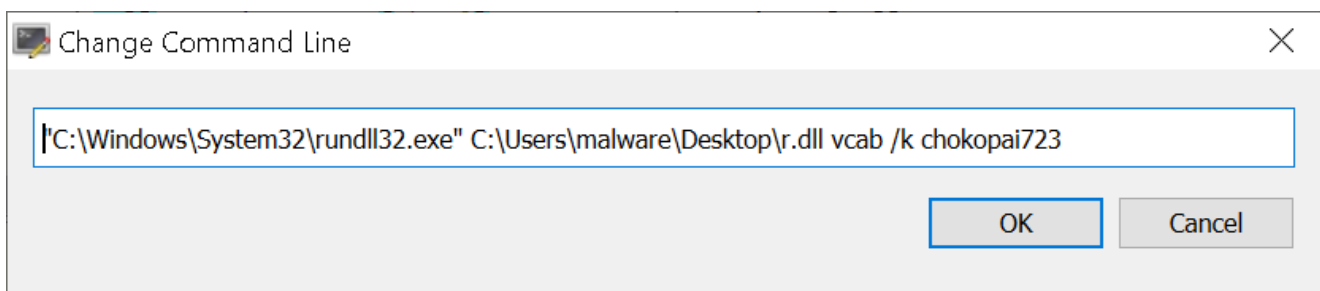 Change Command Line
"C:\Windows\System32\rundll32.exe" C:\Users\malware\Desktop\r.dll vcab /k chokopai723
OK
Cancel